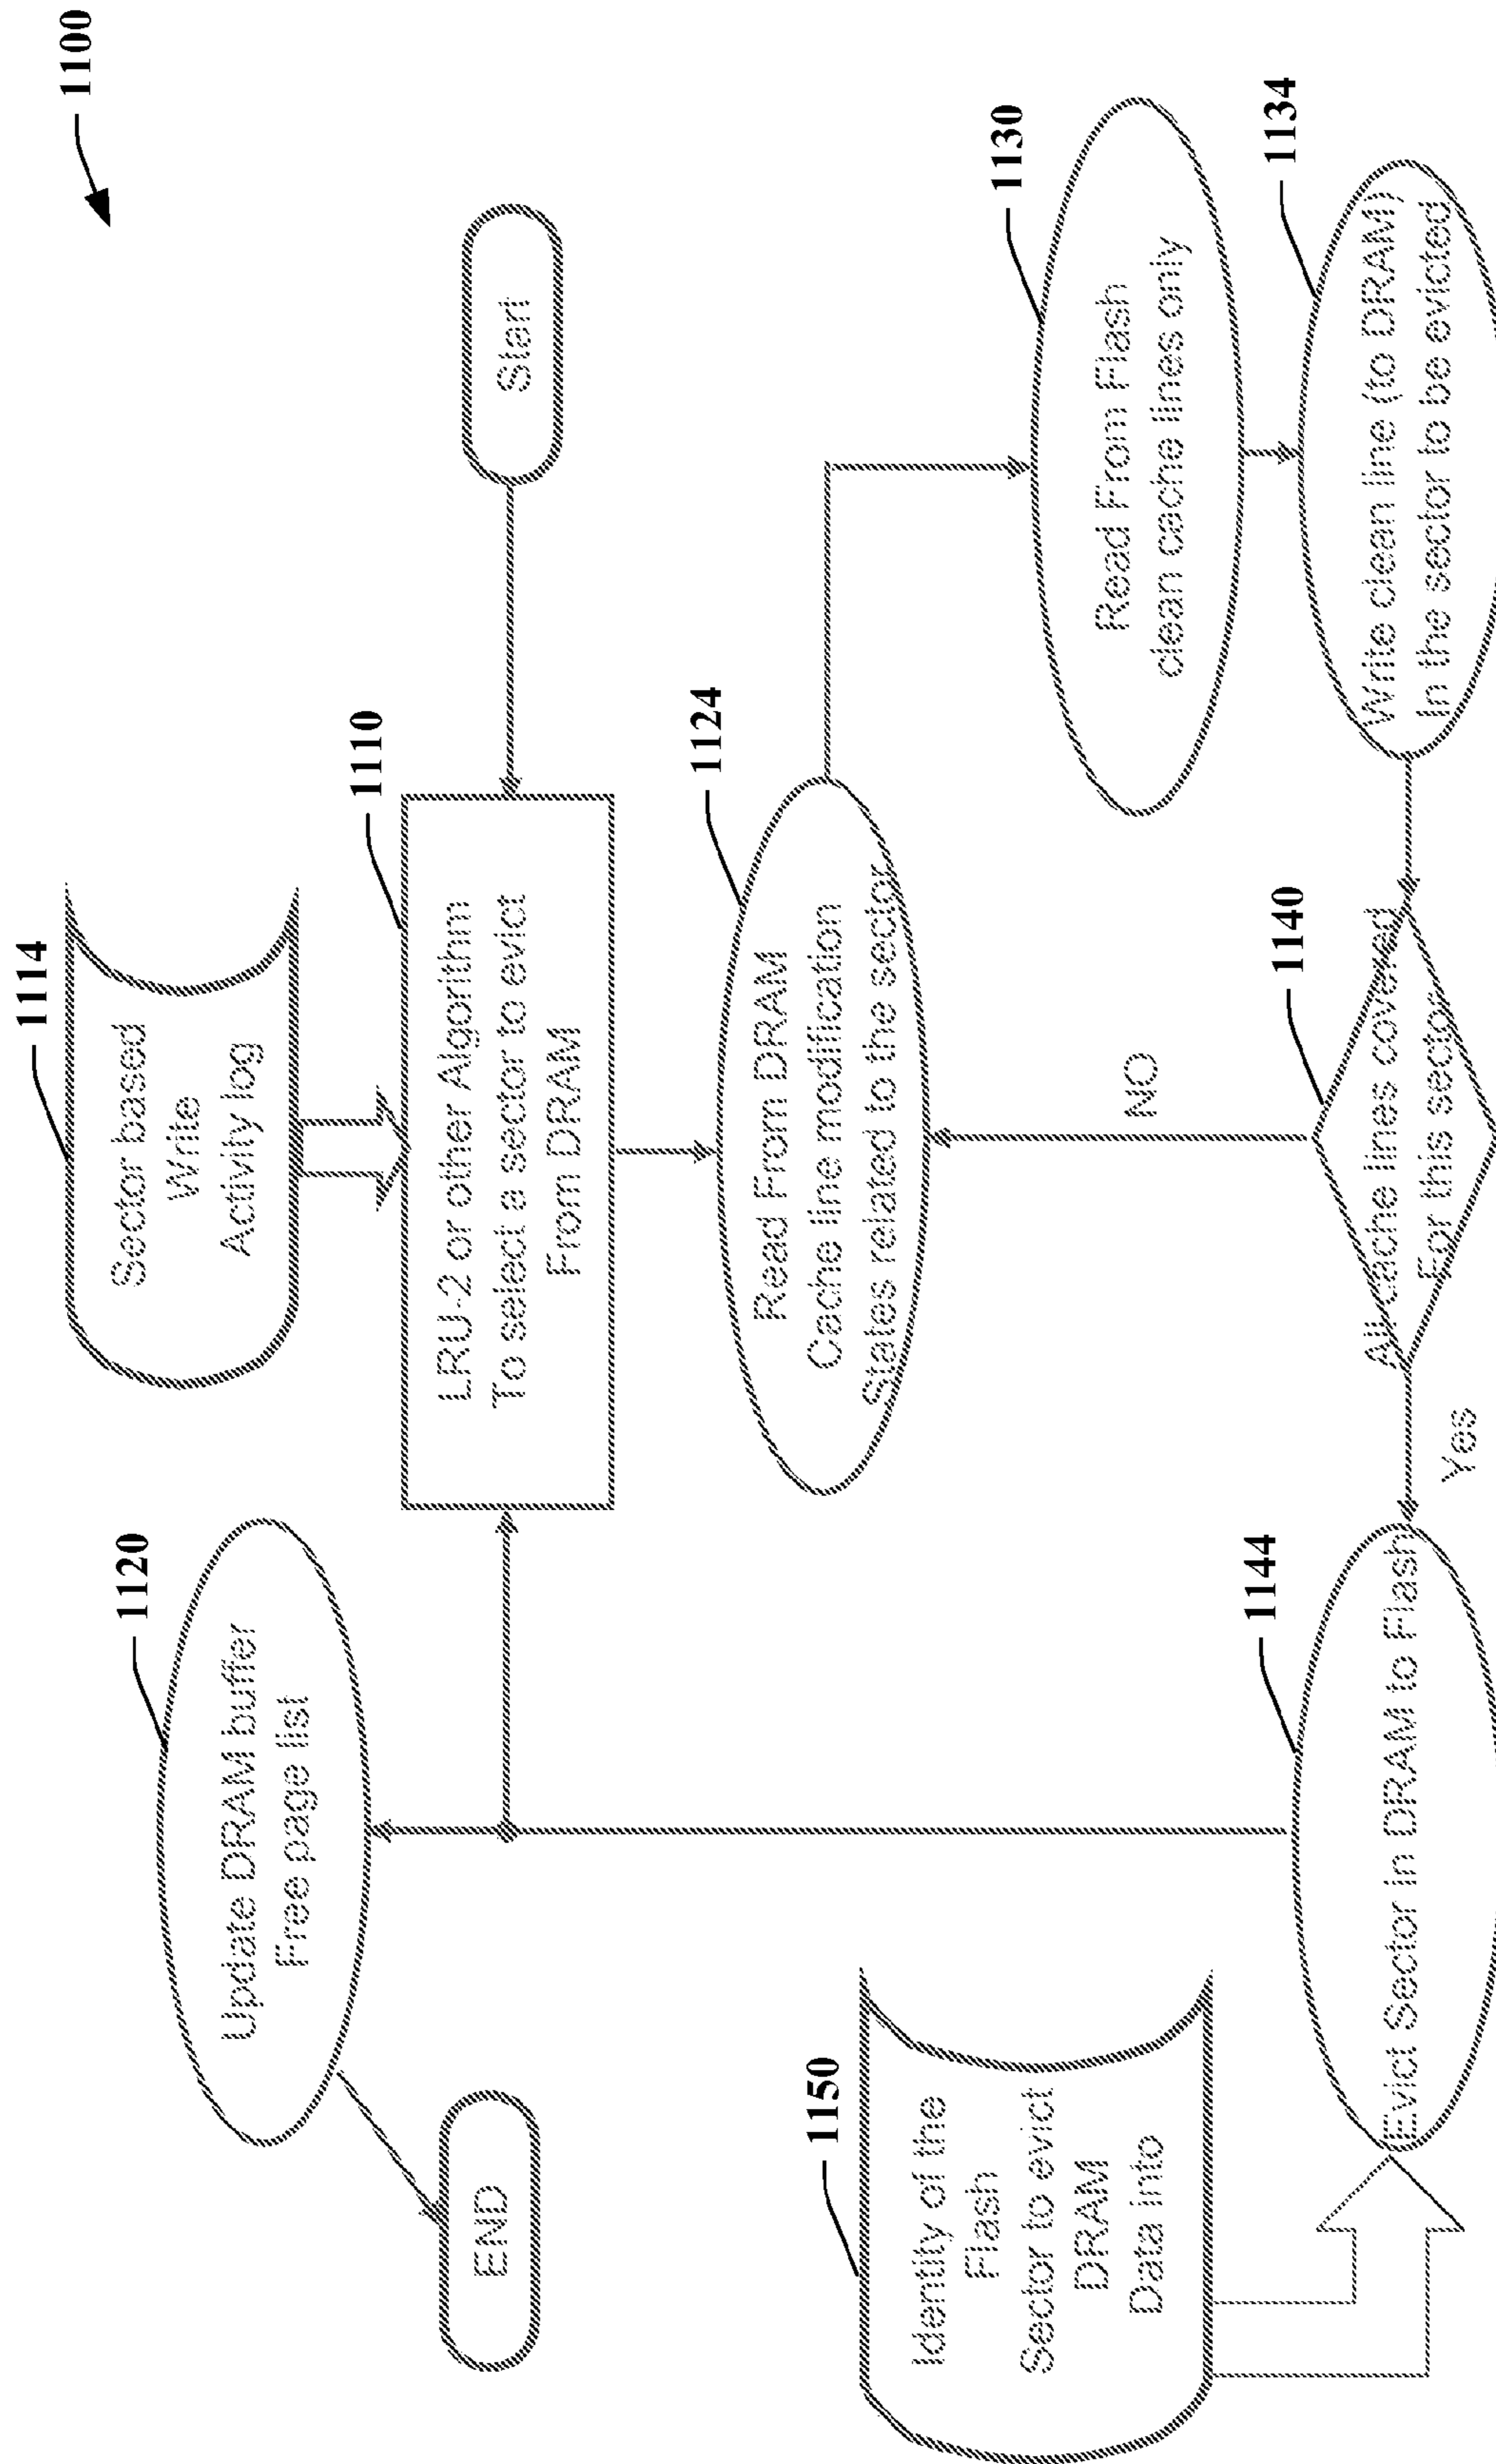 1100
1114
Sector based
Write
Activity log
1120
Update DRAM buffer
Free page list
1110
LRU-2 or other Algorithm
To select a sector to evict
From DRAM
Start
END
1124
Read From DRAM
Cache line modification
States related to the sector
1130
Read From Flash
clean cache lines only
1150
Identity of the
Flash
Sector to evict
DRAM
Data into
NO
1144
Evict Sector in DRAM to Flash
Yes
1140
All cache lines covered
For this sector
1134
Write clean line (to DRAM)
In the sector to be evicted